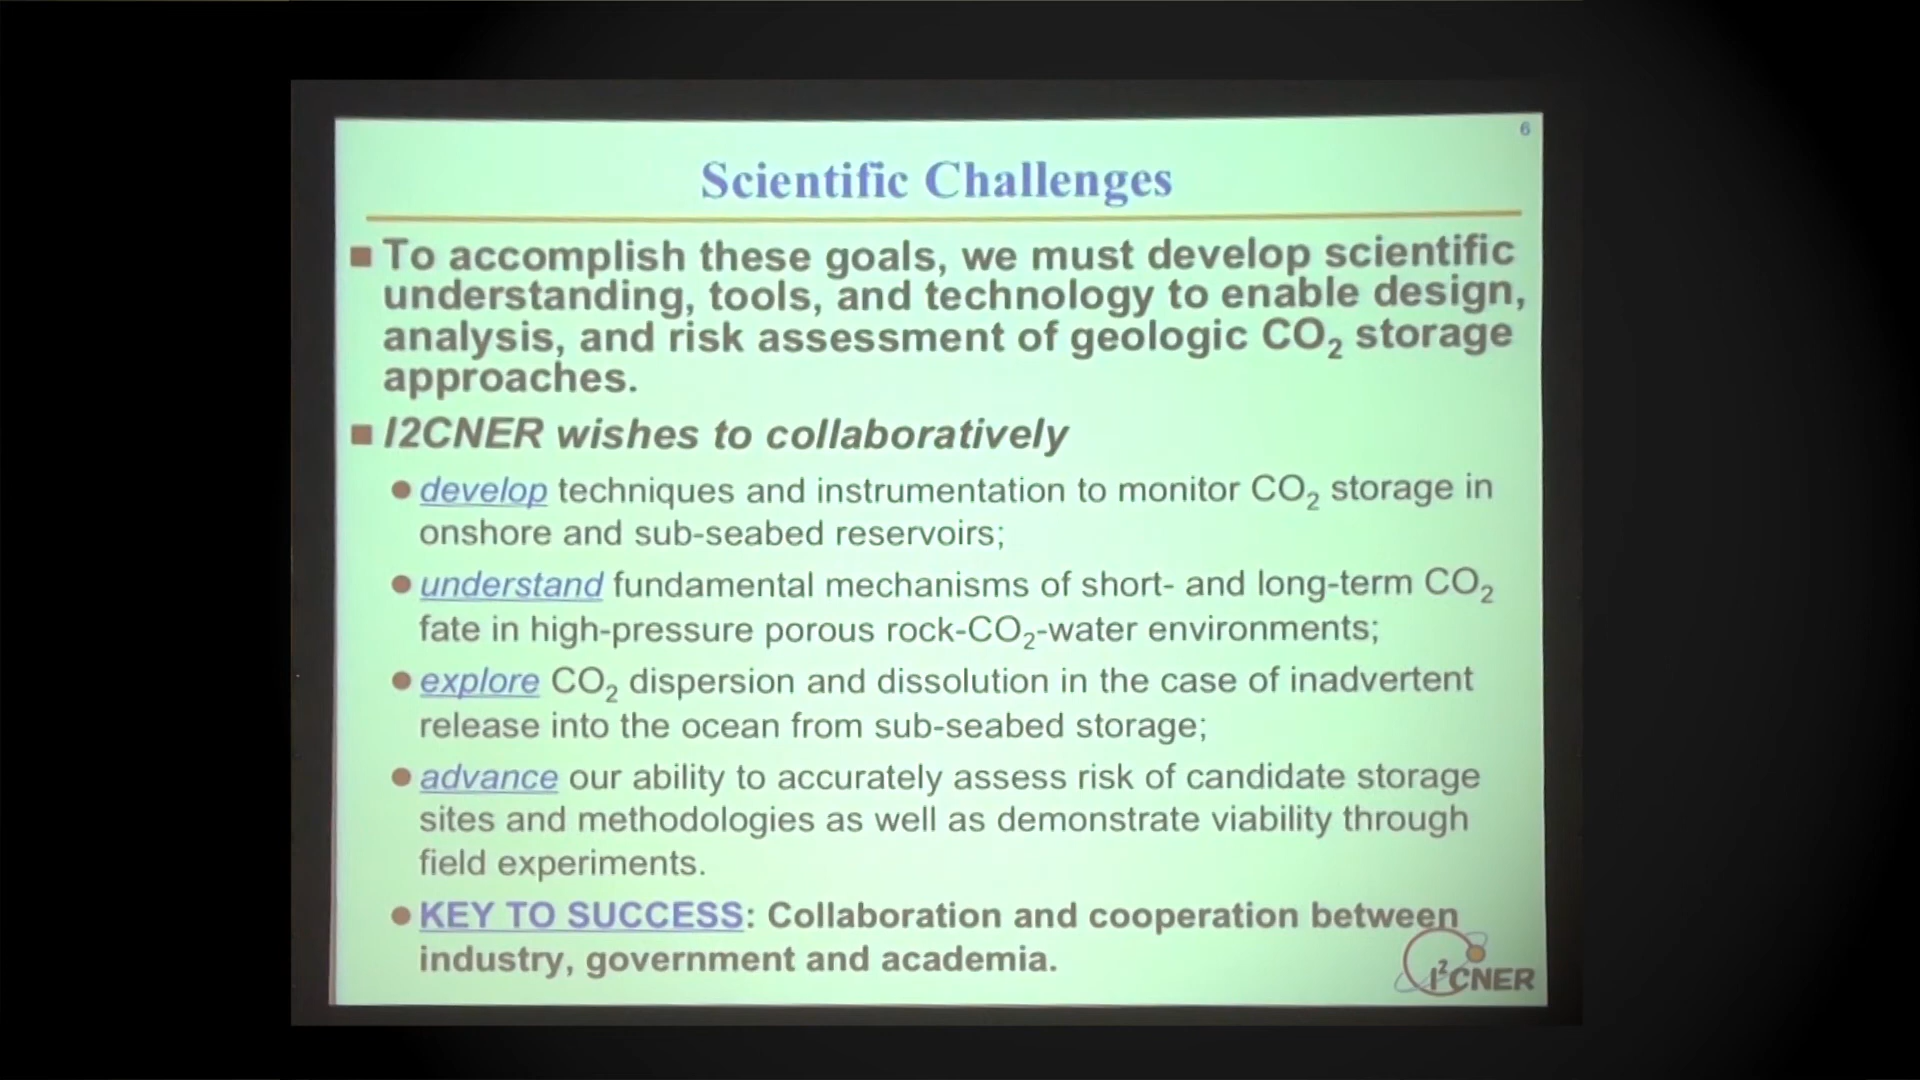 6
Scientific Challenges
To accomplish these goals, we must develop scientific
understanding, tools, and technology to enable design,
analysis, and risk assessment of geologic CO₂ storage
approaches.
I2CNER wishes to collaboratively
develop techniques and instrumentation to monitor CO₂ storage in
onshore and sub-seabed reservoirs;
understand fundamental mechanisms of short- and long-term CO₂
fate in high-pressure porous rock-CO₂-water environments;
explore CO₂ dispersion and dissolution in the case of inadvertent
release into the ocean from sub-seabed storage;
advance our ability to accurately assess risk of candidate storage
sites and methodologies as well as demonstrate viability through
field experiments.
KEY TO SUCCESS: Collaboration and cooperation between
industry, government and academia.
I²CNER